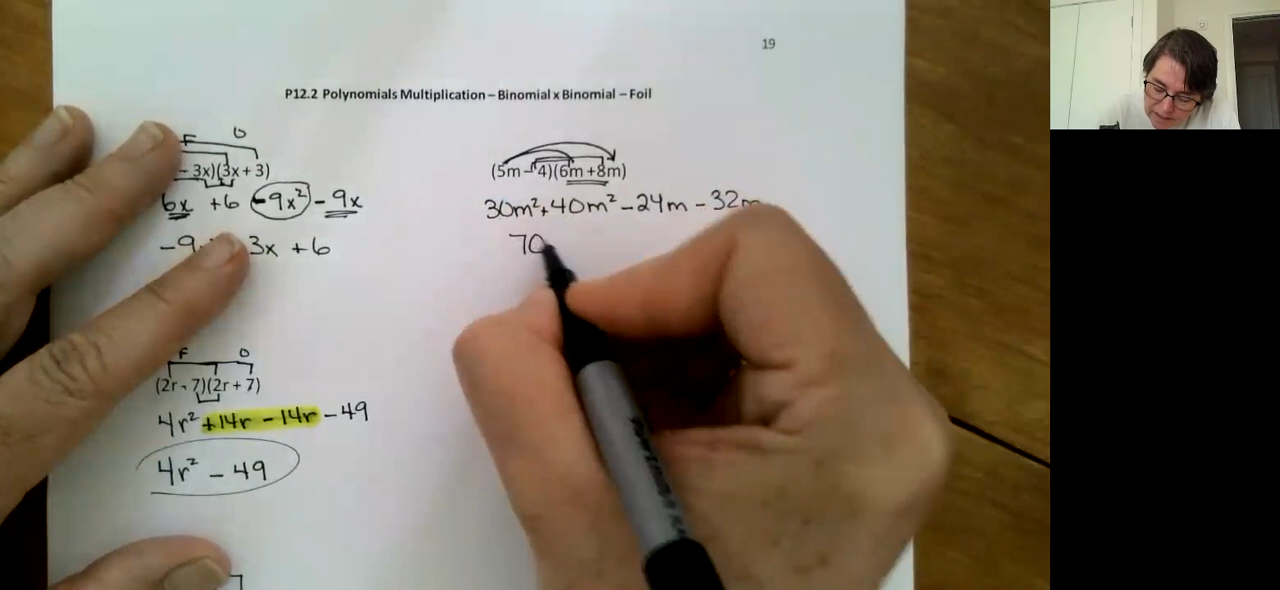 19
P12.2 Polynomials Multiplication – Binomial x Binomial – Foil
F O
- 3x)(3x + 3)
6x +6 -9x² - 9x
-9 3x + 6
(5m - 4)(6m + 8m)
30m² + 40m² - 24m - 32m
70
F O
(2r - 7)(2r + 7)
4r² + 14r - 14r - 49
4r² - 49